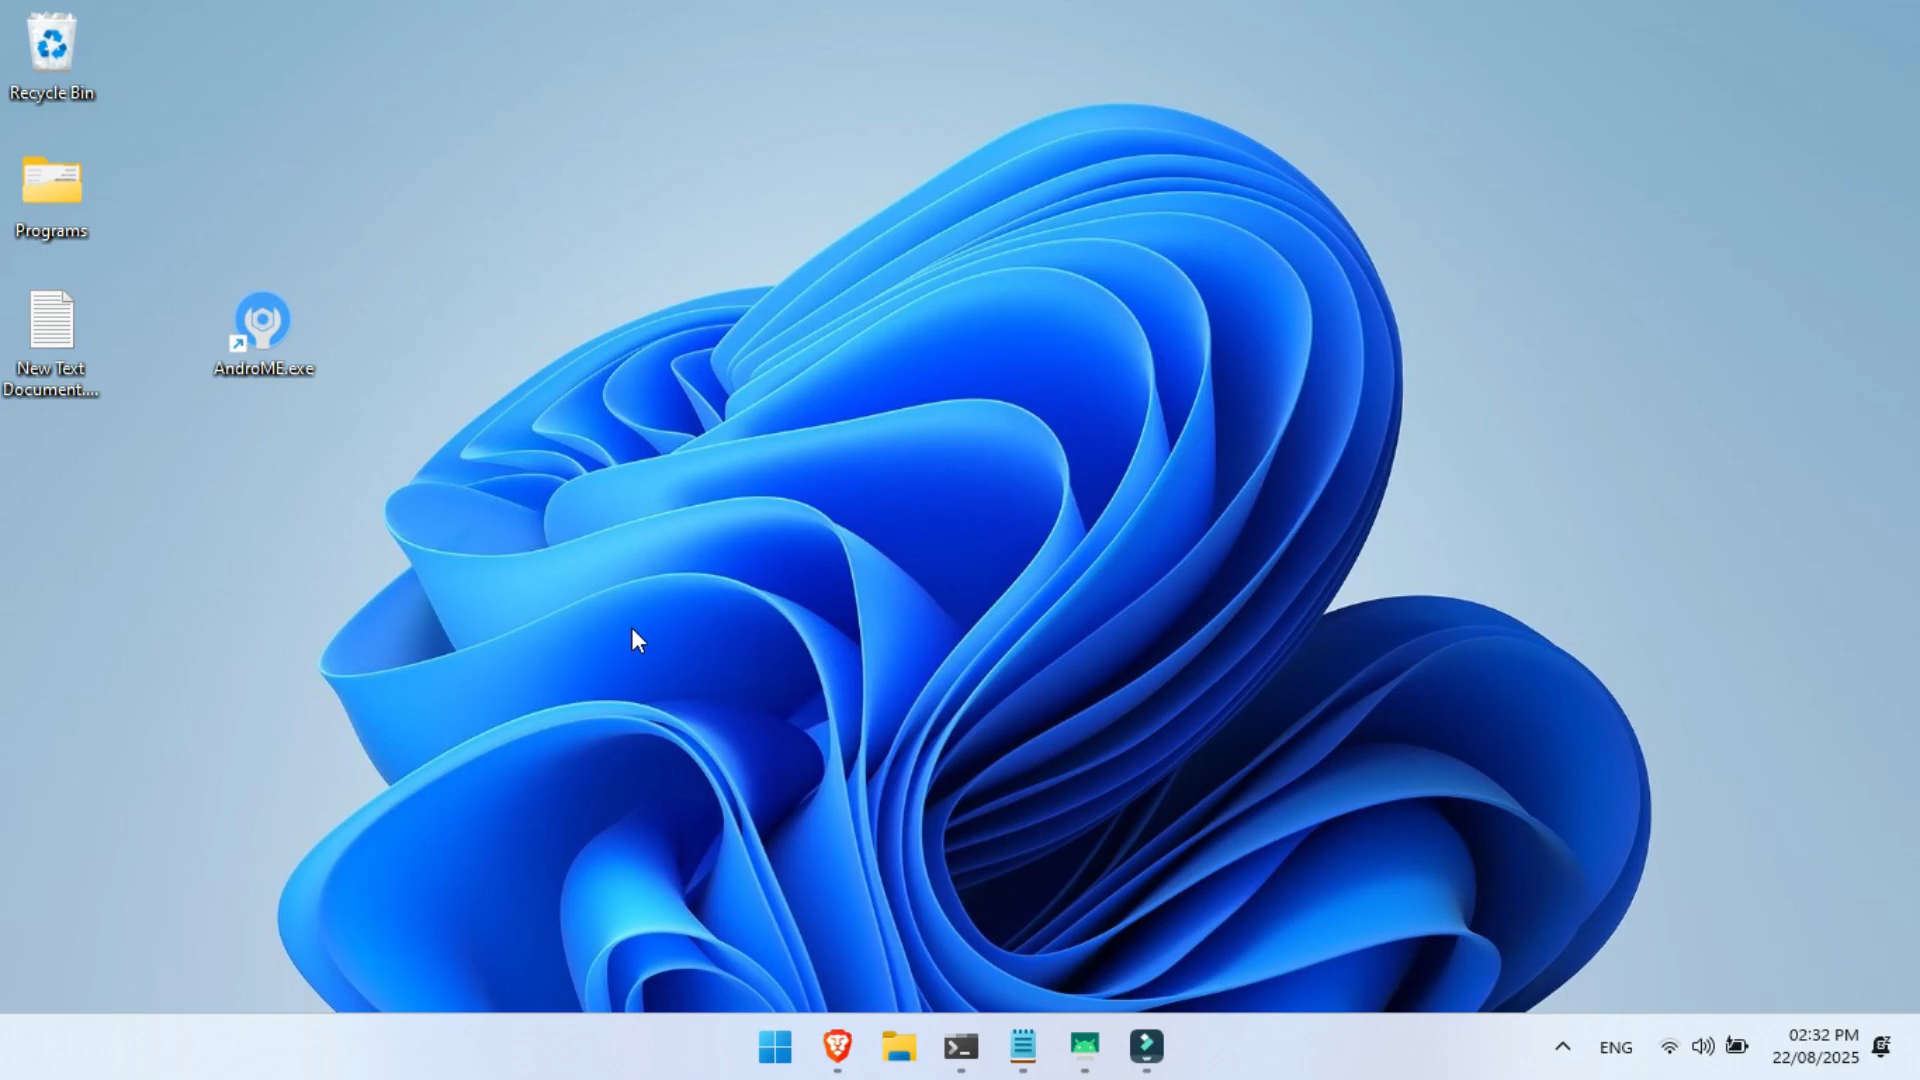 Recycle Bin
Programs
New Text
Document....
AndroME.exe
ENG
02:32 PM
22/08/2025